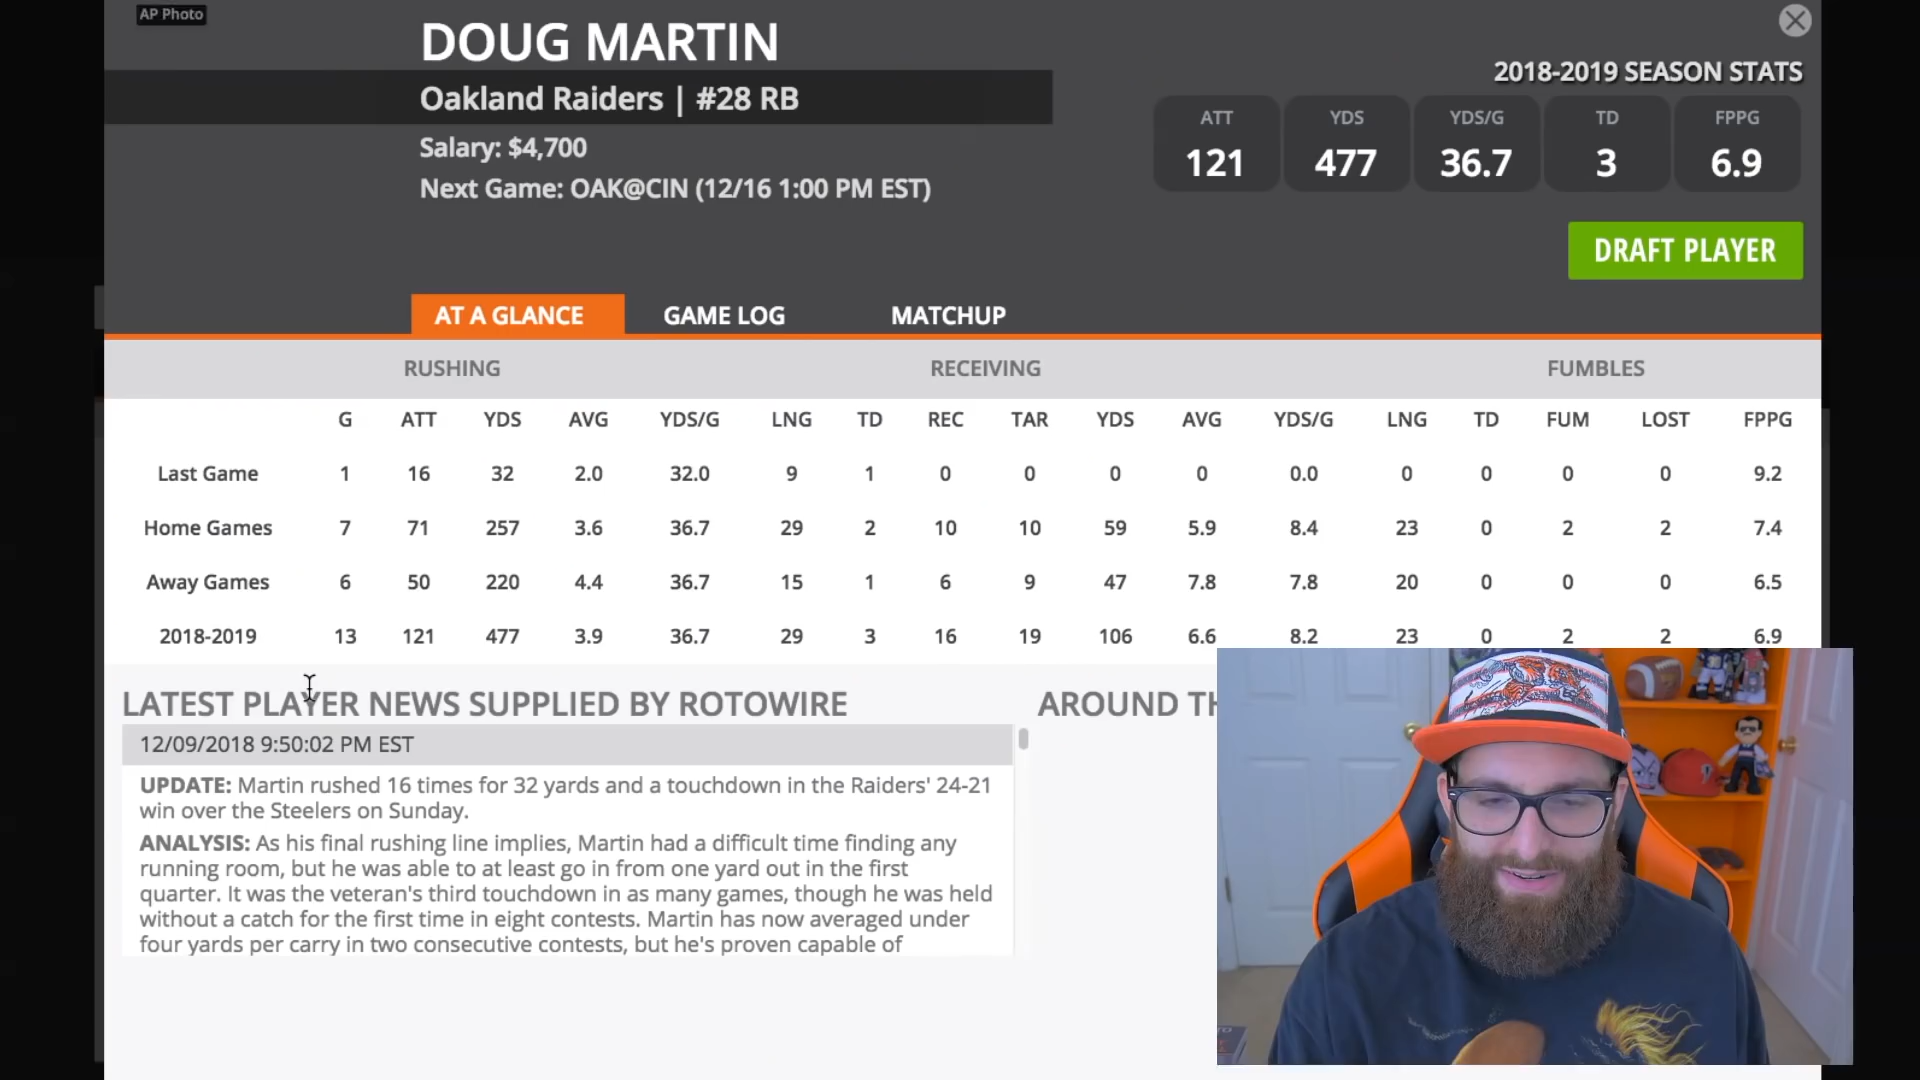 AP Photo
DOUG MARTIN
Oakland Raiders | #28 RB
Salary: $4,700
Next Game: OAK@CIN (12/16 1:00 PM EST)
2018-2019 SEASON STATS
ATT YDS YDS/G TD FPPG
121 477 36.7 3 6.9
DRAFT PLAYER
AT A GLANCE GAME LOG MATCHUP
RUSHING RECEIVING FUMBLES
G ATT YDS AVG YDS/G LNG TD REC TAR YDS AVG YDS/G LNG TD FUM LOST FPPG
Last Game 1 16 32 2.0 32.0 9 1 0 0 0 0 0.0 0 0 0 0 9.2
Home Games 7 71 257 3.6 36.7 29 2 10 10 59 5.9 8.4 23 0 2 2 7.4
Away Games 6 50 220 4.4 36.7 15 1 6 9 47 7.8 7.8 20 0 0 0 6.5
2018-2019 13 121 477 3.9 36.7 29 3 16 19 106 6.6 8.2 23 0 2 2 6.9
LATEST PLAYER NEWS SUPPLIED BY ROTOWIRE
AROUND TH
12/09/2018 9:50:02 PM EST
UPDATE: Martin rushed 16 times for 32 yards and a touchdown in the Raiders' 24-21
win over the Steelers on Sunday.
ANALYSIS: As his final rushing line implies, Martin had a difficult time finding any
running room, but he was able to at least go in from one yard out in the first
quarter. It was the veteran's third touchdown in as many games, though he was held
without a catch for the first time in eight contests. Martin has now averaged under
four yards per carry in two consecutive contests, but he's proven capable of